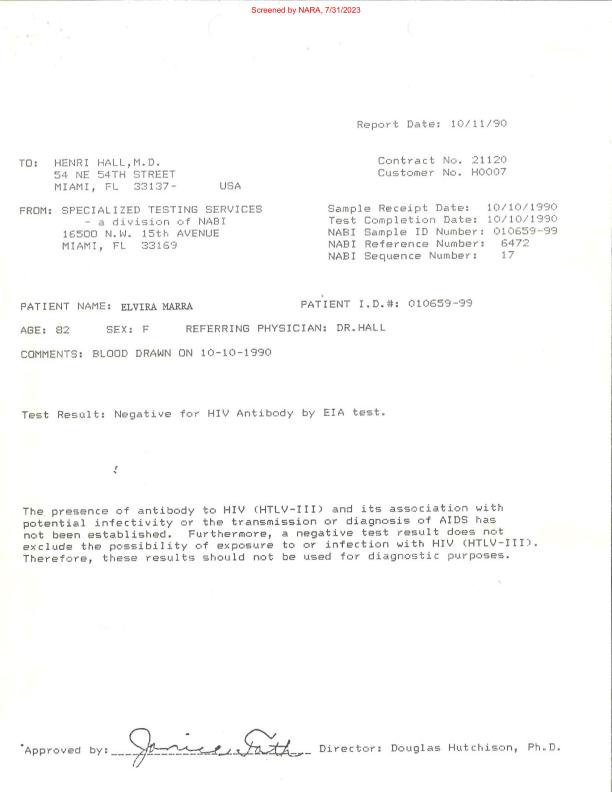 Screened by NARA, 7/31/2023
Report Date: 10/11/90
TO: HENRI HALL,M.D.
54 NE 54TH STREET
MIAMI, FL 33137- USA
Contract No. 21120
Customer No. H0007
FROM: SPECIALIZED TESTING SERVICES
- a division of NABI
16500 N.W. 15th AVENUE
MIAMI, FL 33169
Sample Receipt Date: 10/10/1990
Test Completion Date: 10/10/1990
NABI Sample ID Number: 010659-99
NABI Reference Number: 6472
NABI Sequence Number: 17
PATIENT NAME: ELVIRA MARRA PATIENT I.D.#: 010659-99
AGE: 82 SEX: F REFERRING PHYSICIAN: DR.HALL
COMMENTS: BLOOD DRAWN ON 10-10-1990
Test Result: Negative for HIV Antibody by EIA test.
The presence of antibody to HIV (HTLV-III) and its association with
potential infectivity or the transmission or diagnosis of AIDS has
not been established. Furthermore, a negative test result does not
exclude the possibility of exposure to or infection with HIV (HTLV-III).
Therefore, these results should not be used for diagnostic purposes.
Approved by: Janice Tath Director: Douglas Hutchison, Ph.D.